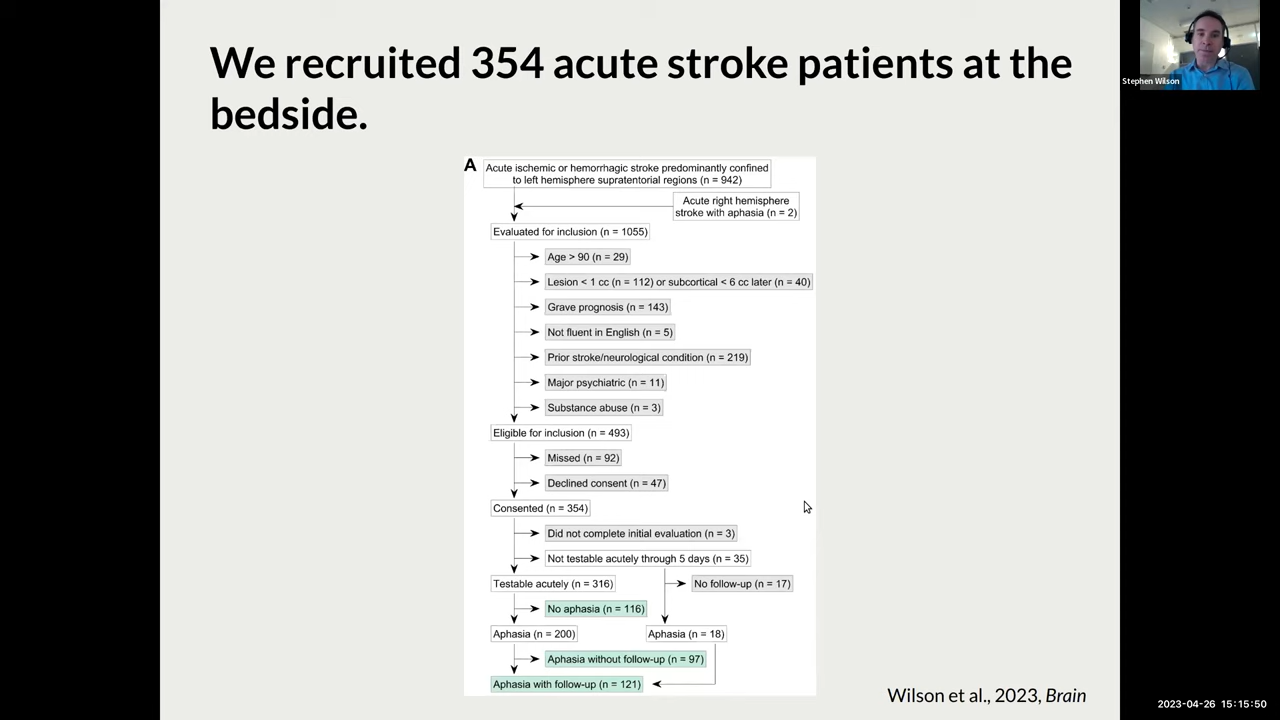 We recruited 354 acute stroke patients at the
bedside.
Stephen Wilson
A
Acute ischemic or hemorrhagic stroke predominantly confined
to left hemisphere supratentorial regions (n = 942)
Acute right hemisphere
stroke with aphasia (n = 2)
Evaluated for inclusion (n = 1055)
Age > 90 (n = 29)
Lesion < 1 cc (n = 112) or subcortical < 6 cc later (n = 40)
Grave prognosis (n = 143)
Not fluent in English (n = 5)
Prior stroke/neurological condition (n = 219)
Major psychiatric (n = 11)
Substance abuse (n = 3)
Eligible for inclusion (n = 493)
Missed (n = 92)
Declined consent (n = 47)
Consented (n = 354)
Did not complete initial evaluation (n = 3)
Not testable acutely through 5 days (n = 35)
Testable acutely (n = 316)
No follow-up (n = 17)
No aphasia (n = 116)
Aphasia (n = 200)
Aphasia (n = 18)
Aphasia without follow-up (n = 97)
Aphasia with follow-up (n = 121)
Wilson et al., 2023, Brain
2023-04-26 15:15:50